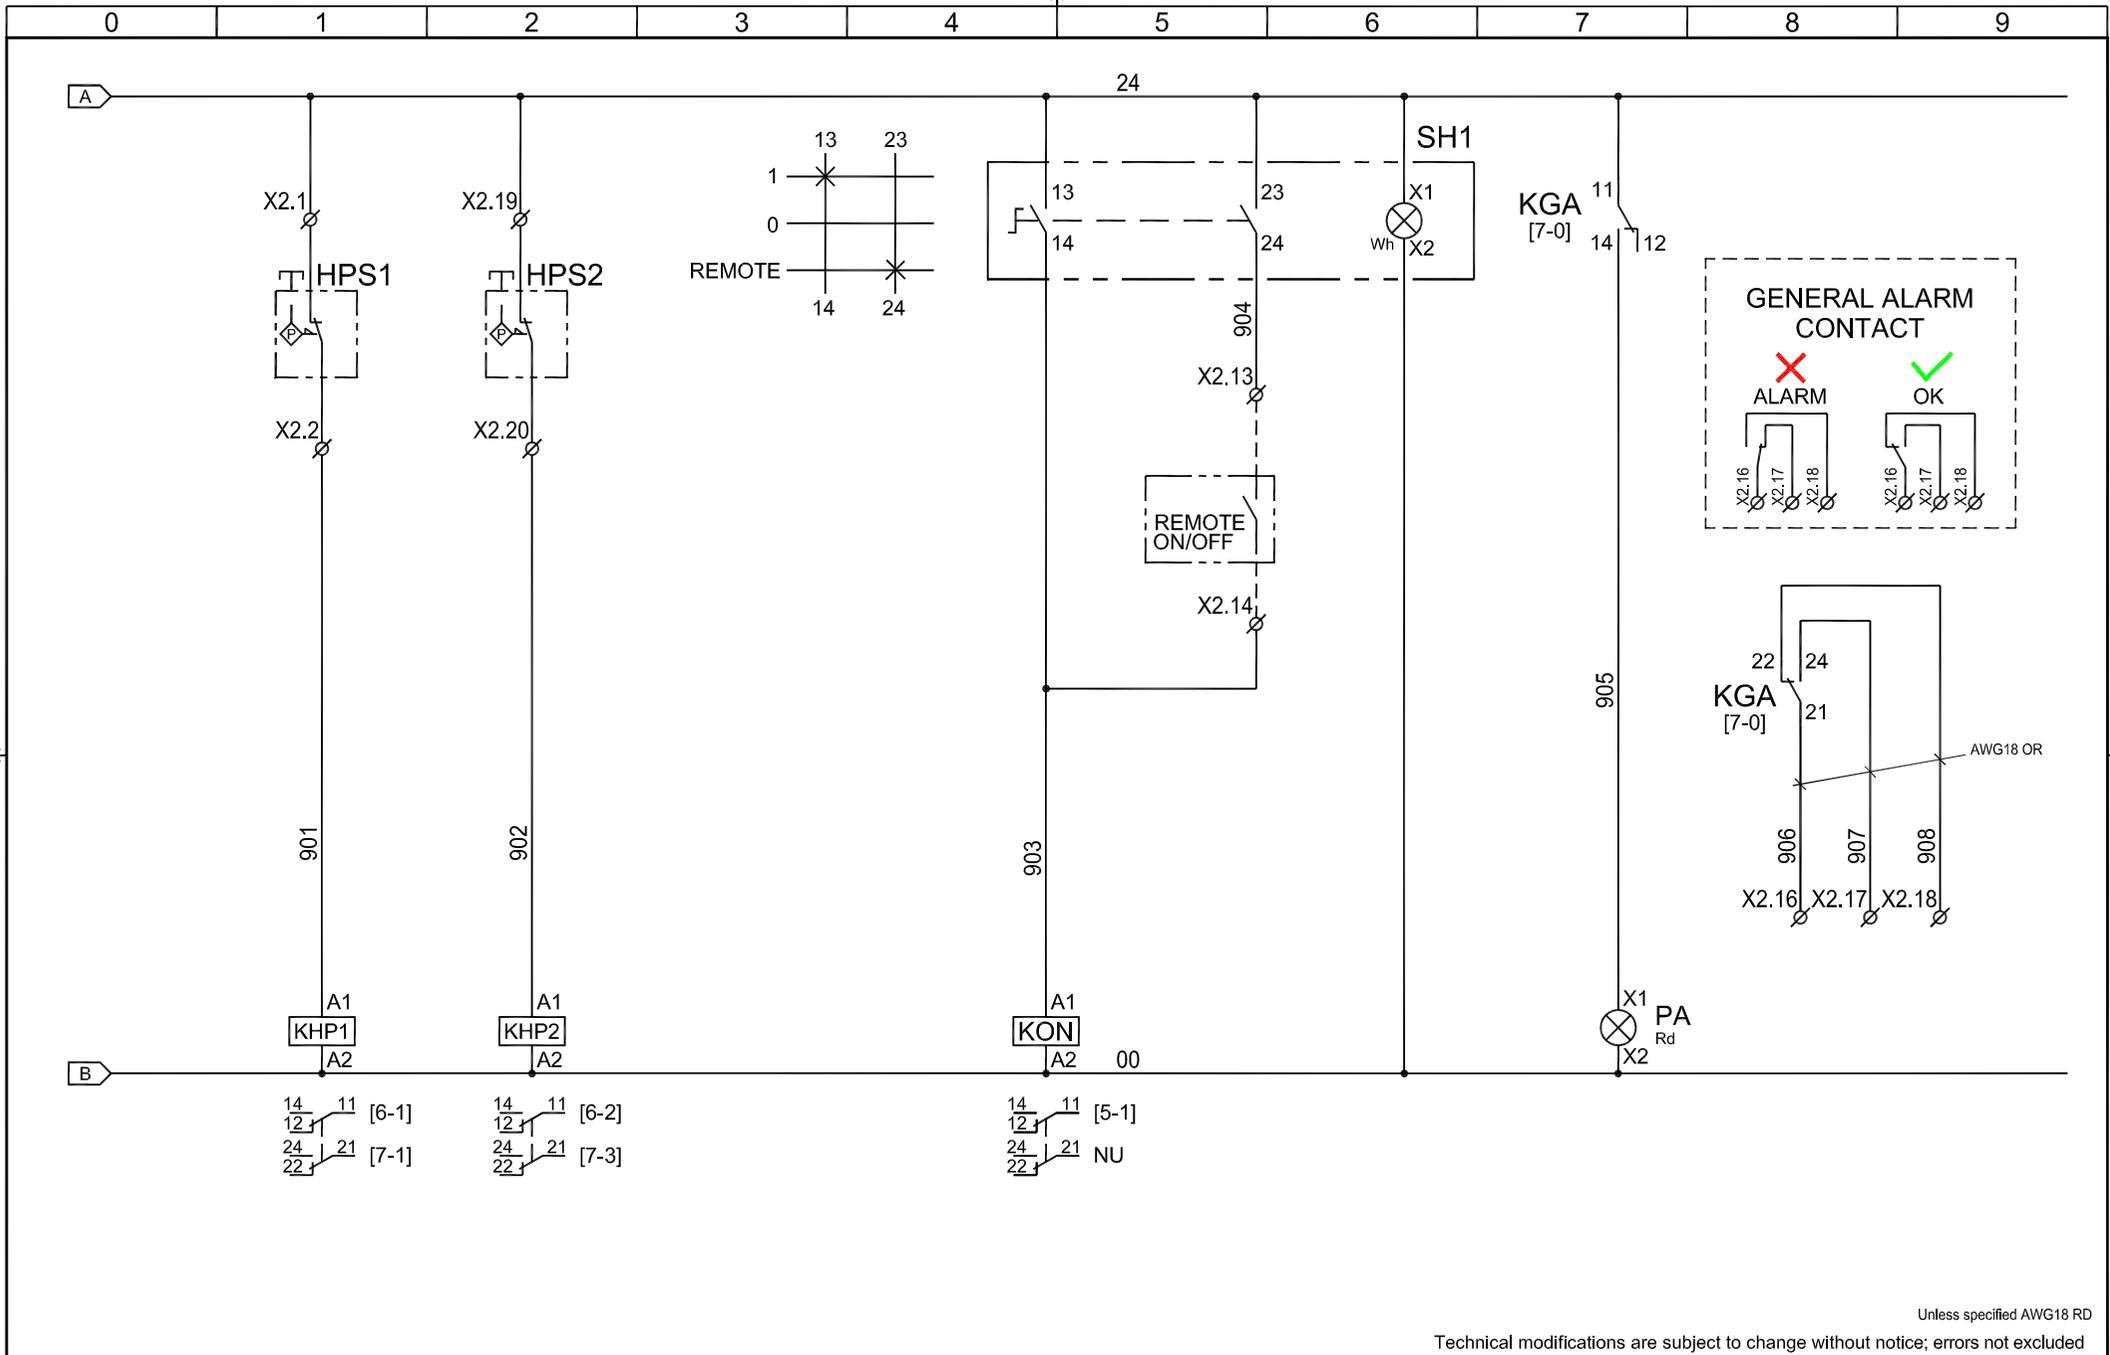 0 1 2 3 4 5 6 7 8 9
A
24
13 23
1
0
REMOTE
14 24
SH1
X2.1
X2.19
13
14
23
24
X1
Wh X2
11
KGA
[7-0]
14 12
HPS1
P
HPS2
P
904
GENERAL ALARM
CONTACT
ALARM
OK
X2.16
X2.17
X2.18
X2.16
X2.17
X2.18
X2.2
X2.20
X2.13
REMOTE
ON/OFF
X2.14
22 24
KGA
[7-0]
21
AWG18 OR
901
902
903
905
906
907
908
X2.16 X2.17 X2.18
A1
KHP1
A2
A1
KHP2
A2
A1
KON
A2
00
X1
PA
Rd
X2
B
14 11 [6-1]
12
24 21 [7-1]
22
14 11 [6-2]
12
24 21 [7-3]
22
14 11 [5-1]
12
24 21 NU
22
Unless specified AWG18 RD
Technical modifications are subject to change without notice; errors not excluded